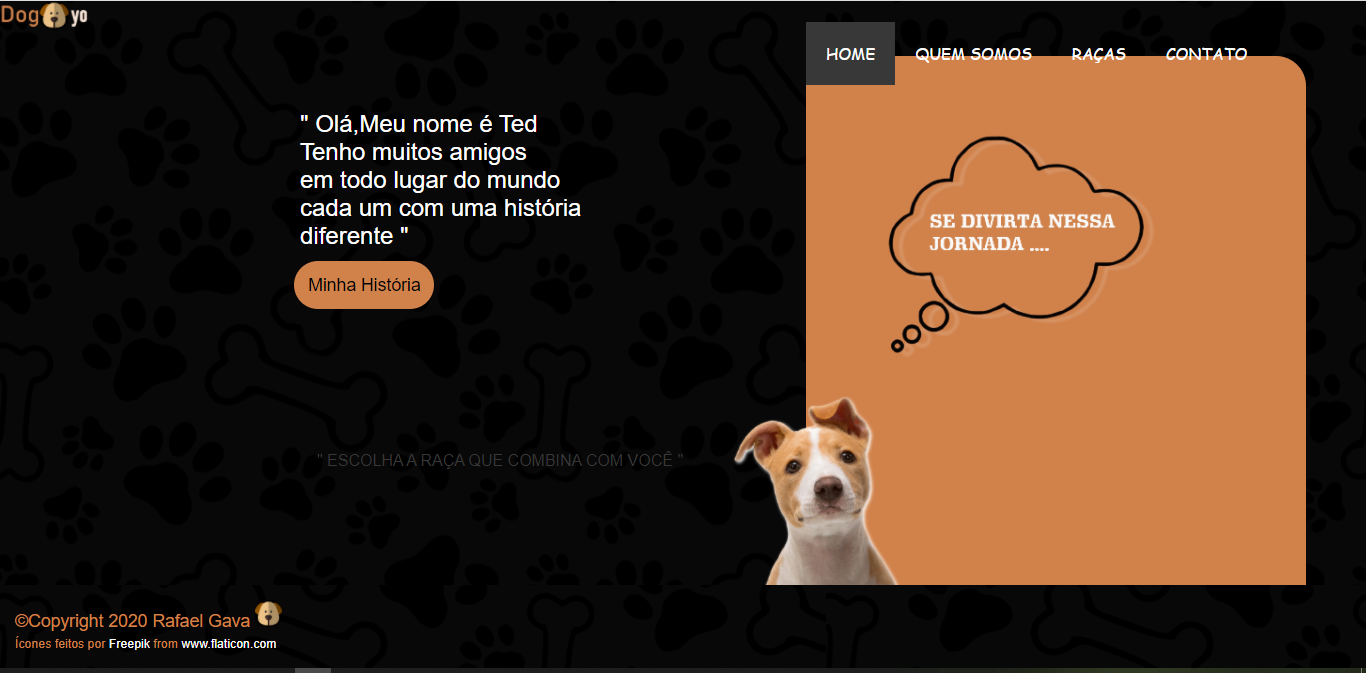 Dog yo
HOME QUEM SOMOS RAÇAS CONTATO
" Olá,Meu nome é Ted
Tenho muitos amigos
em todo lugar do mundo
cada um com uma história
diferente "
Minha História
SE DIVIRTA NESSA
JORNADA ....
" ESCOLHA A RAÇA QUE COMBINA COM VOCÊ "
©Copyright 2020 Rafael Gava
Ícones feitos por Freepik from www.flaticon.com